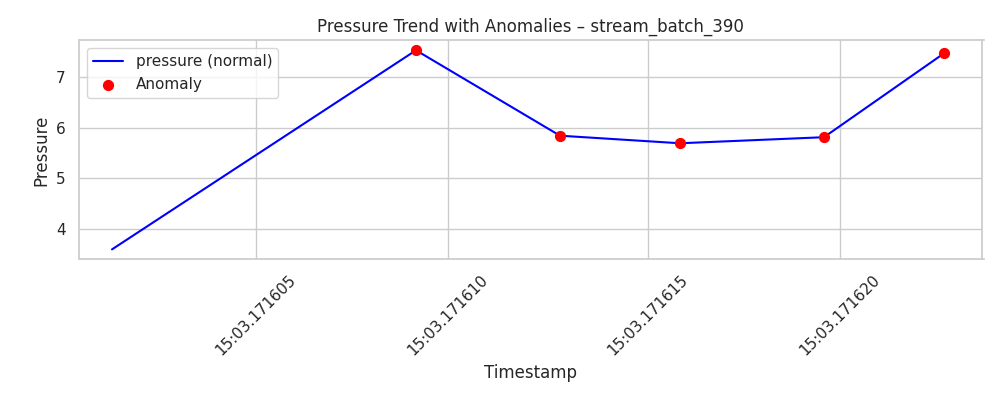 Pressure Trend with Anomalies – stream_batch_390
pressure (normal)
Anomaly
Pressure
7
6
5
4
15:03.171605
15:03.171610
15:03.171615
15:03.171620
Timestamp